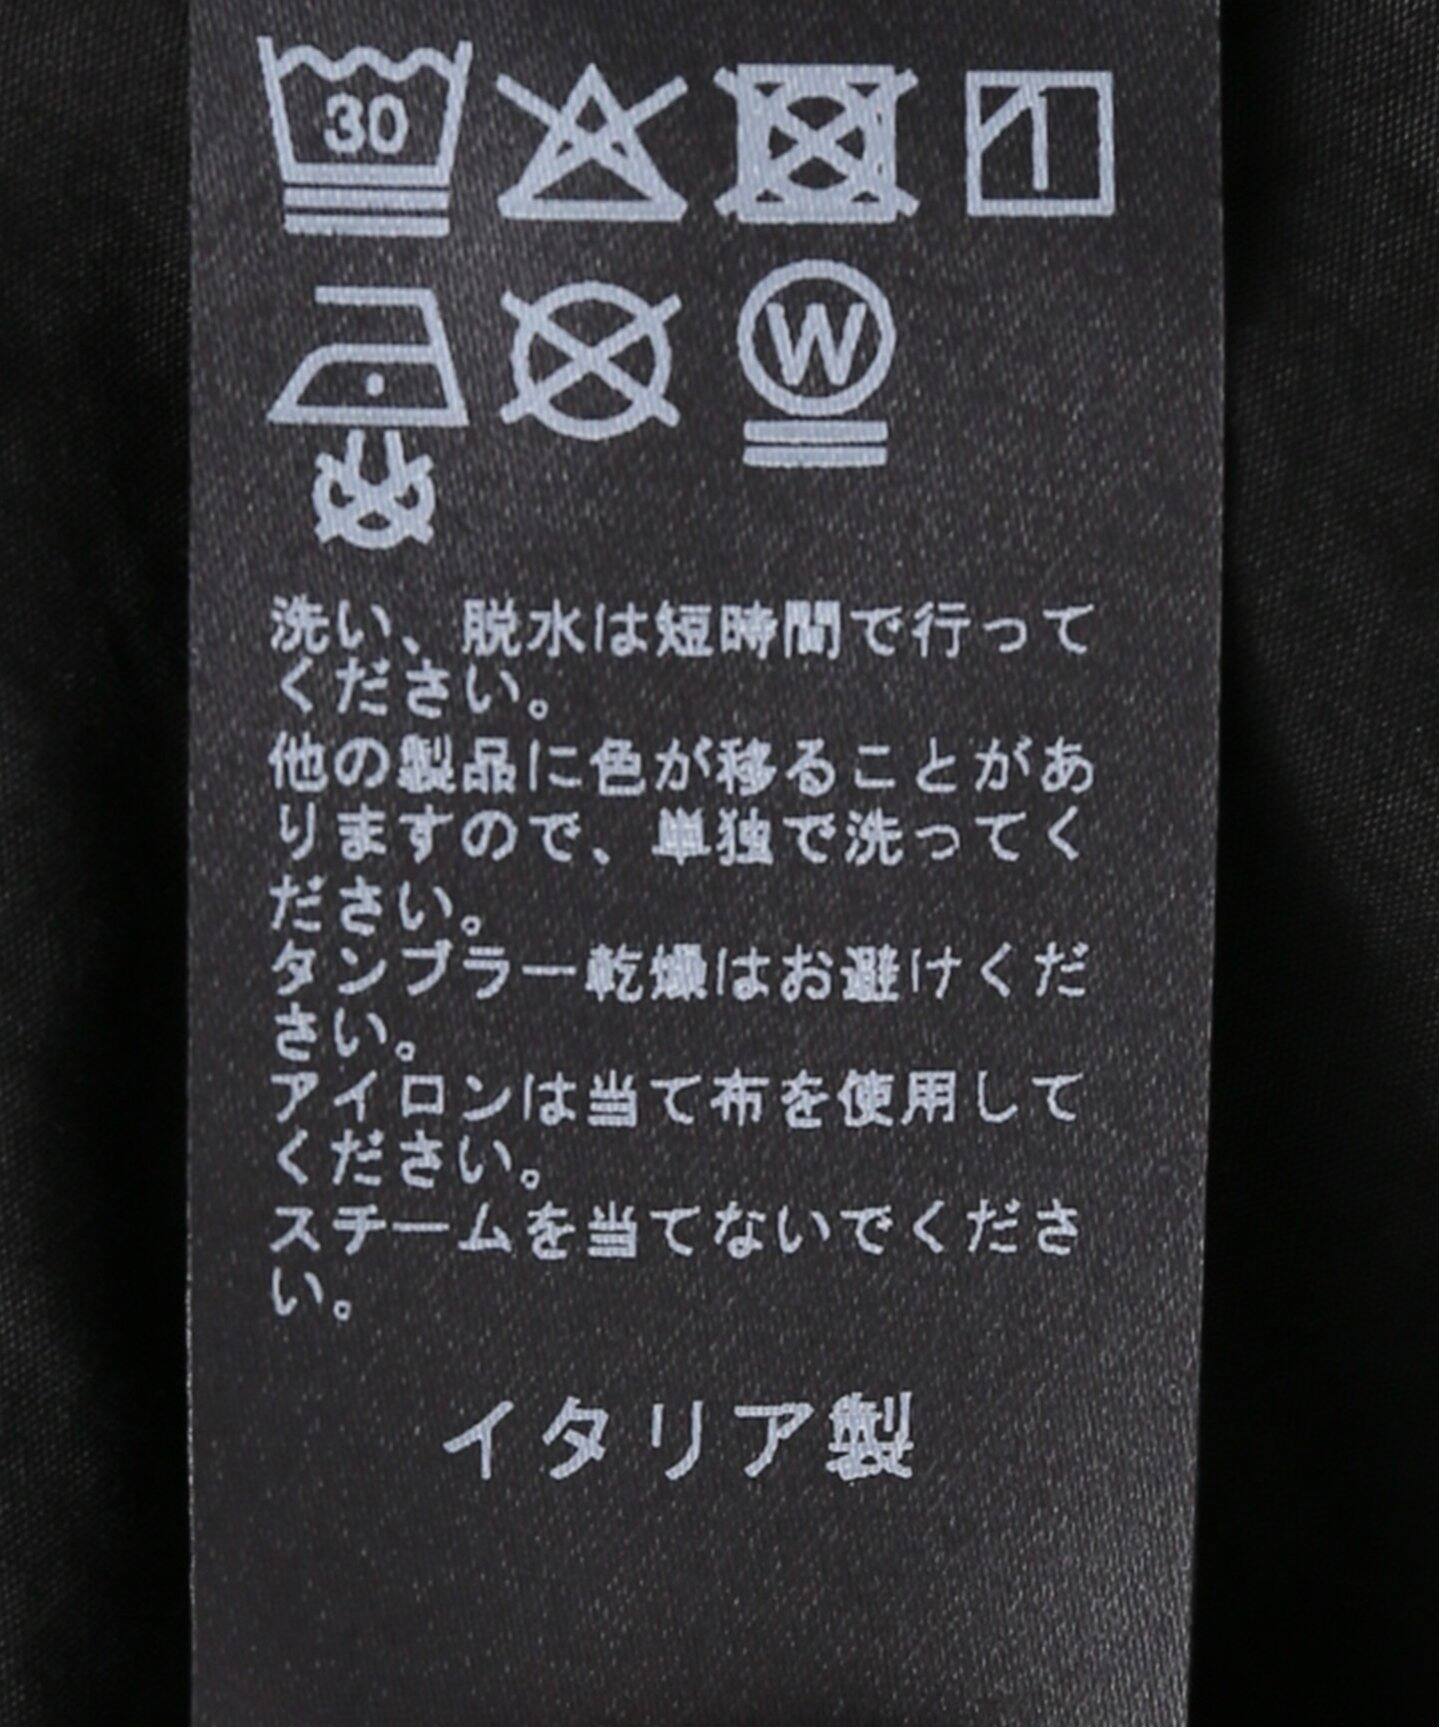 30
W
洗い、脱水は短時間で行って
ください。
他の製品に色が移ることがあ
りますので、単独で洗ってく
ださい。
タンブラー乾燥はお避けくだ
さい。
アイロンは当て布を使用して
ください。
スチームを当てないでくださ
い。
イタリア製